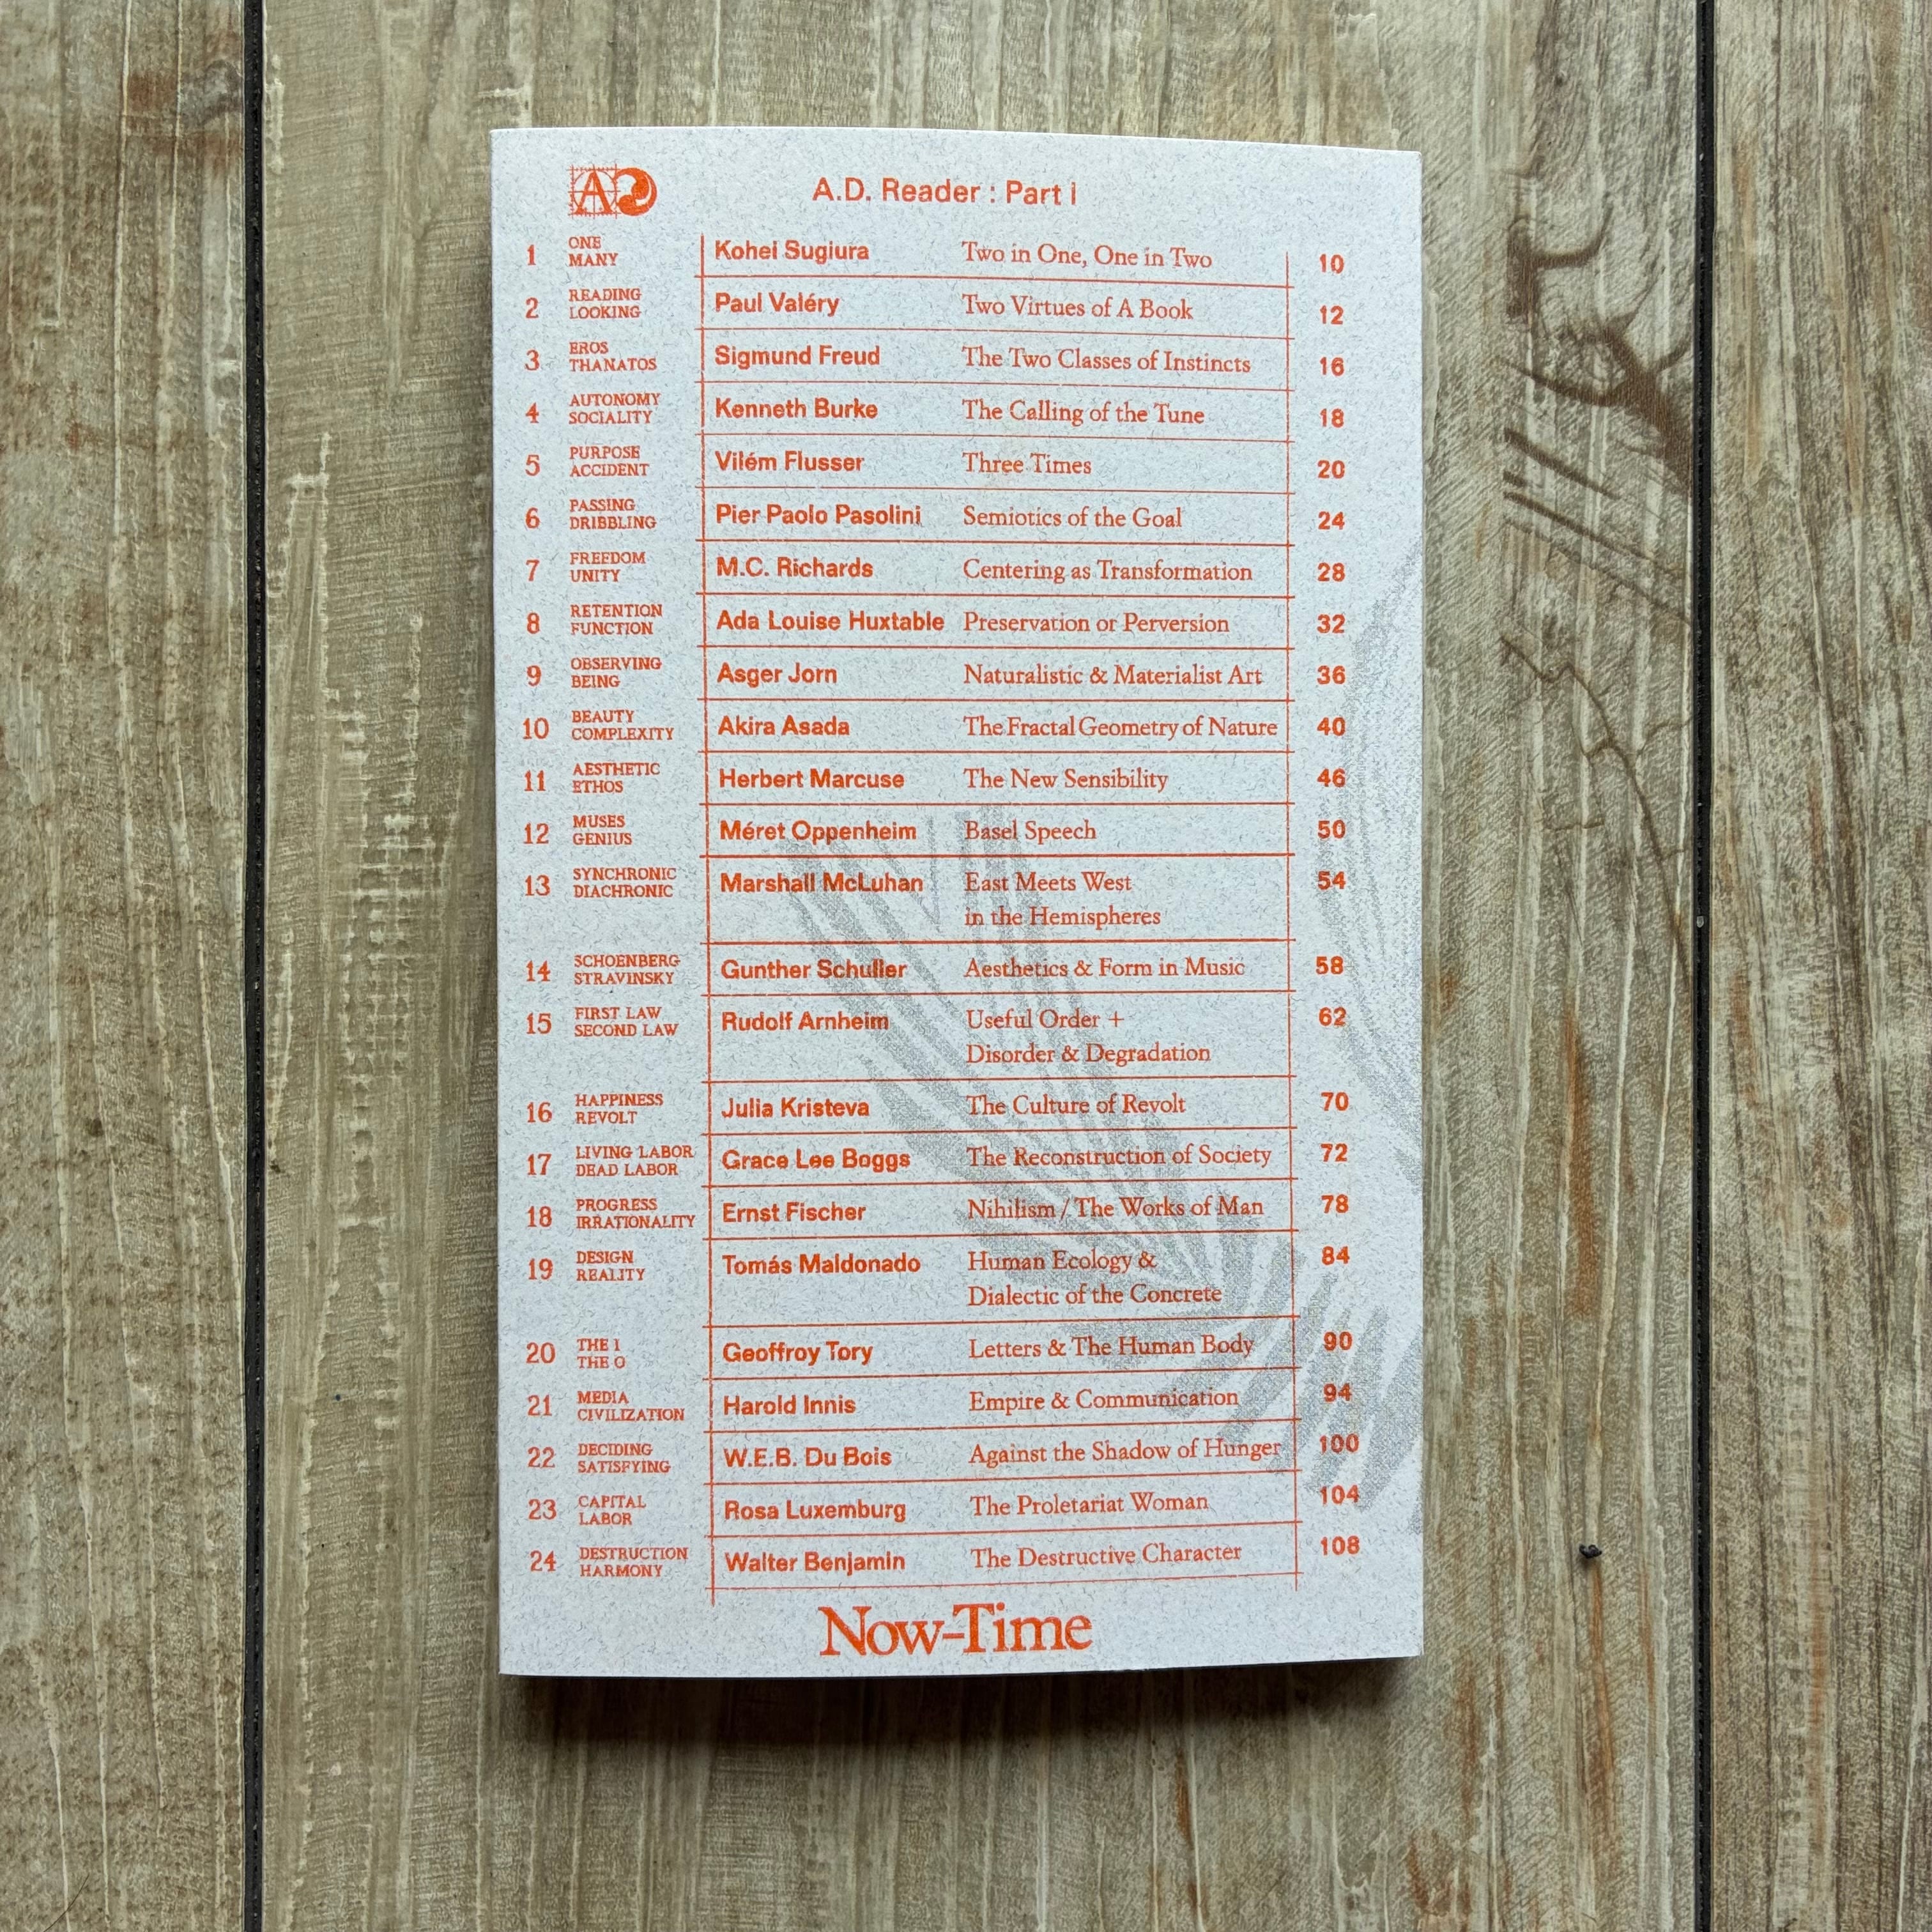 AD
A.D. Reader : Part I
1 ONE MANY Kohei Sugiura Two in One, One in Two 10
2 READING LOOKING Paul Valéry Two Virtues of A Book 12
3 EROS THANATOS Sigmund Freud The Two Classes of Instincts 16
4 AUTONOMY SOCIALITY Kenneth Burke The Calling of the Tune 18
5 PURPOSE ACCIDENT Vilém Flusser Three Times 20
6 PASSING DRIBBLING Pier Paolo Pasolini Semiotics of the Goal 24
7 FREEDOM UNITY M.C. Richards Centering as Transformation 28
8 RETENTION FUNCTION Ada Louise Huxtable Preservation or Perversion 32
9 OBSERVING BEING Asger Jorn Naturalistic & Materialist Art 36
10 BEAUTY COMPLEXITY Akira Asada The Fractal Geometry of Nature 40
11 AESTHETIC ETHOS Herbert Marcuse The New Sensibility 46
12 MUSES GENIUS Méret Oppenheim Basel Speech 50
13 SYNCHRONIC DIACHRONIC Marshall McLuhan East Meets West 54
in the Hemispheres
14 SCHOENBERG STRAVINSKY Gunther Schuller Aesthetics & Form in Music 58
15 FIRST LAW SECOND LAW Rudolf Arnheim Useful Order + 62
Disorder & Degradation
16 HAPPINESS REVOLT Julia Kristeva The Culture of Revolt 70
17 LIVING LABOR DEAD LABOR Grace Lee Boggs The Reconstruction of Society 72
18 PROGRESS IRRATIONALITY Ernst Fischer Nihilism / The Works of Man 78
19 DESIGN REALITY Tomás Maldonado Human Ecology & 84
Dialectic of the Concrete
20 THE I THE O Geoffroy Tory Letters & The Human Body 90
21 MEDIA CIVILIZATION Harold Innis Empire & Communication 94
22 DECIDING SATISFYING W.E.B. Du Bois Against the Shadow of Hunger 100
23 CAPITAL LABOR Rosa Luxemburg The Proletariat Woman 104
24 DESTRUCTION HARMONY Walter Benjamin The Destructive Character 108
Now-Time